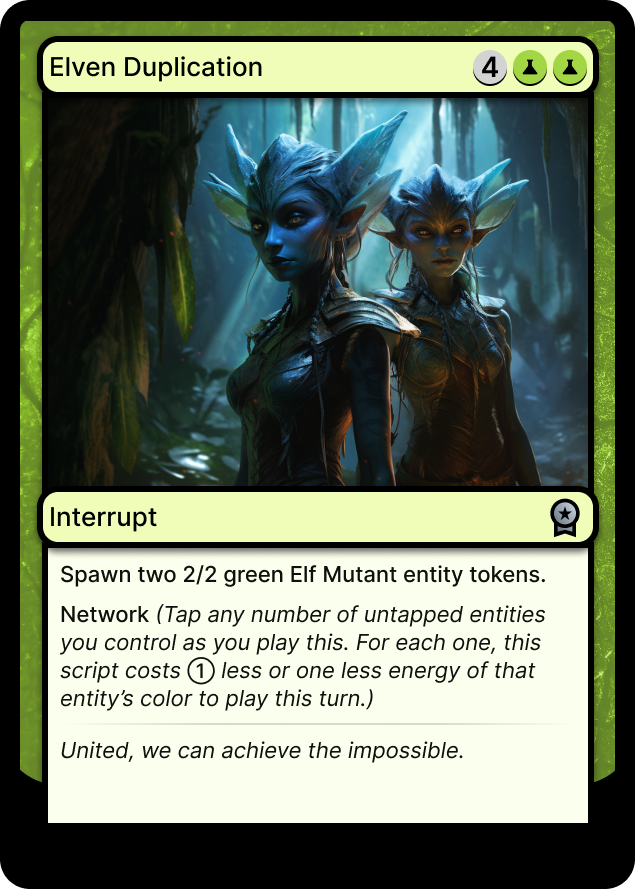 Elven Duplication 4
Interrupt
Spawn two 2/2 green Elf Mutant entity tokens.
Network (Tap any number of untapped entities
you control as you play this. For each one, this
script costs 1 less or one less energy of that
entity’s color to play this turn.)
United, we can achieve the impossible.